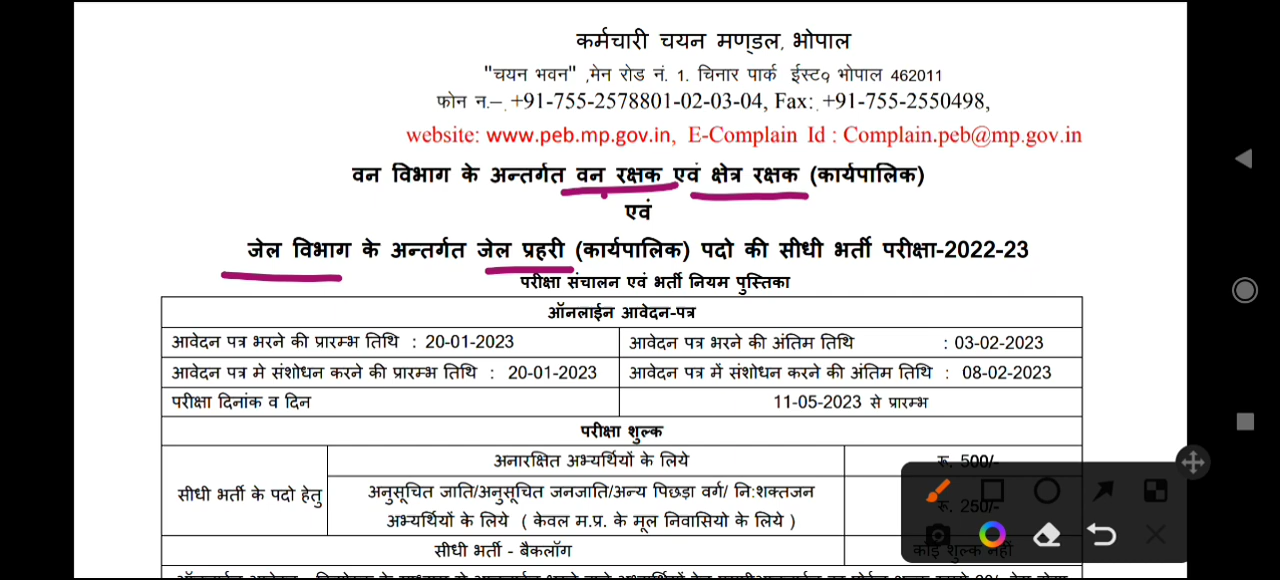 कर्मचारी चयन मण्डल, भोपाल
"चयन भवन" ,मेन रोड नं. 1. चिनार पार्क ईस्टo भोपाल 462011
फोन न.–. +91-755-2578801-02-03-04, Fax:. +91-755-2550498,
website: www.peb.mp.gov.in, E-Complain Id : Complain.peb@mp.gov.in
वन विभाग के अन्तर्गत वन रक्षक एवं क्षेत्र रक्षक (कार्यपालिक)
एवं
जेल विभाग के अन्तर्गत जेल प्रहरी (कार्यपालिक) पदो की सीधी भर्ती परीक्षा-2022-23
परीक्षा संचालन एवं भर्ती नियम पुस्तिका
ऑनलाईन आवेदन-पत्र
आवेदन पत्र भरने की प्रारम्भ तिथि : 20-01-2023 आवेदन पत्र भरने की अंतिम तिथि : 03-02-2023
आवेदन पत्र मे संशोधन करने की प्रारम्भ तिथि : 20-01-2023 आवेदन पत्र में संशोधन करने की अंतिम तिथि : 08-02-2023
परीक्षा दिनांक व दिन 11-05-2023 से प्रारम्भ
परीक्षा शुल्क
अनारक्षित अभ्यर्थियों के लिये रू. 500/-
सीधी भर्ती के पदो हेतु अनुसूचित जाति/अनुसूचित जनजाति/अन्य पिछड़ा वर्ग/ नि:शक्तजन रू. 250/-
अभ्यर्थियों के लिये ( केवल म.प्र. के मूल निवासियो के लिये )
सीधी भर्ती - बैकलॉग कोई शुल्क नहीं